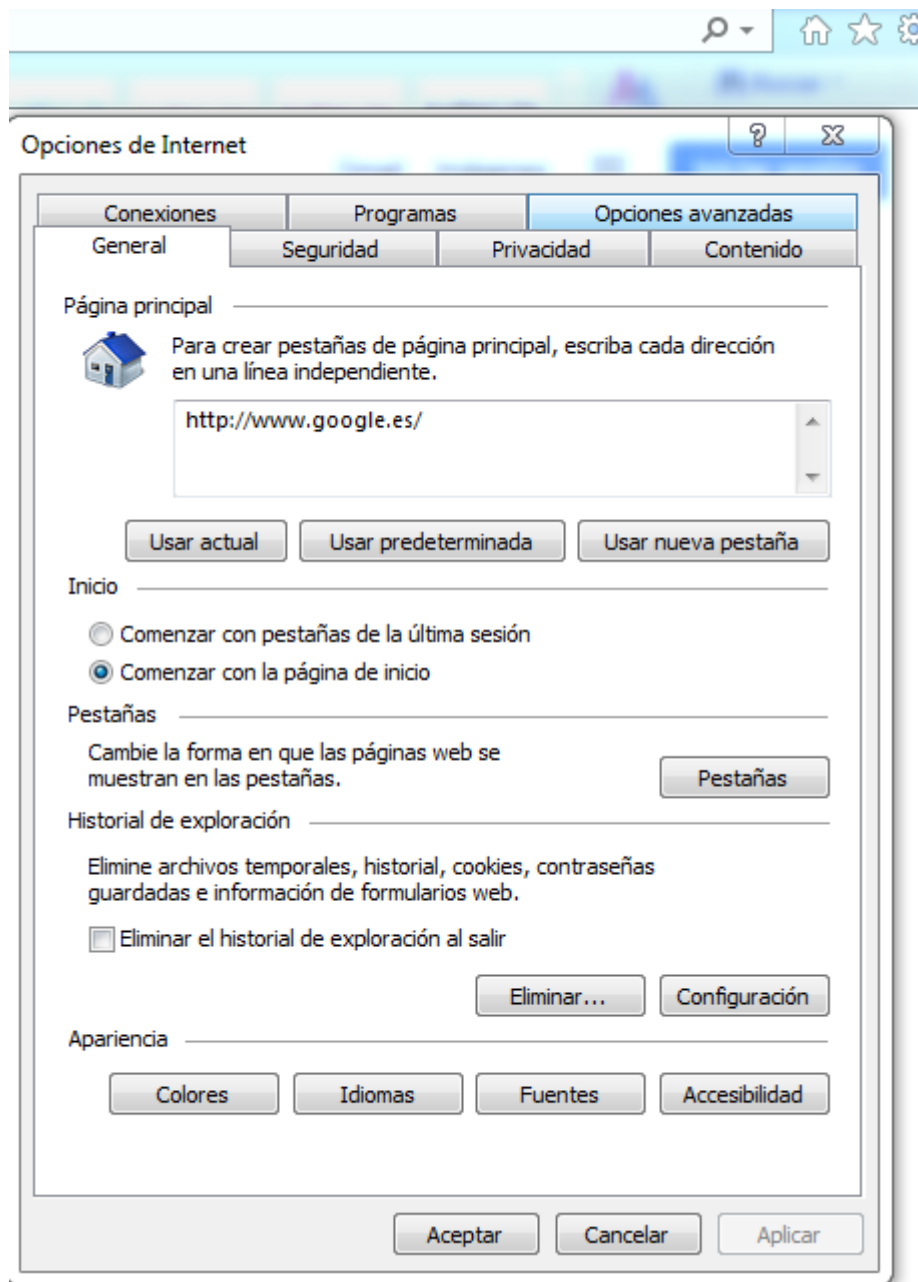 Opciones de Internet
Conexiones Programas Opciones avanzadas
General Seguridad Privacidad Contenido
Página principal
Para crear pestañas de página principal, escriba cada dirección
en una línea independiente.
http://www.google.es/
Usar actual Usar predeterminada Usar nueva pestaña
Inicio
Comenzar con pestañas de la última sesión
Comenzar con la página de inicio
Pestañas
Cambie la forma en que las páginas web se
muestran en las pestañas.
Pestañas
Historial de exploración
Elimine archivos temporales, historial, cookies, contraseñas
guardadas e información de formularios web.
Eliminar el historial de exploración al salir
Eliminar... Configuración
Apariencia
Colores Idiomas Fuentes Accesibilidad
Aceptar Cancelar Aplicar